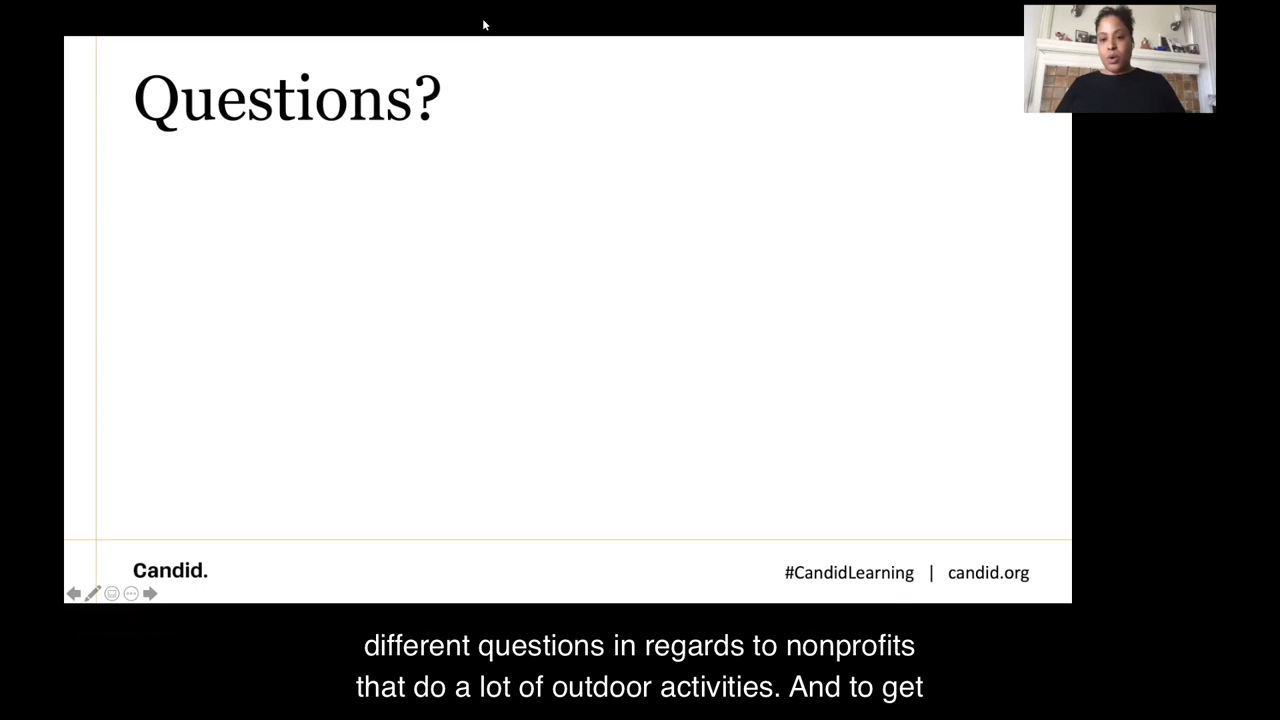 Questions?
Candid.
#CandidLearning | candid.org
different questions in regards to nonprofits
that do a lot of outdoor activities. And to get